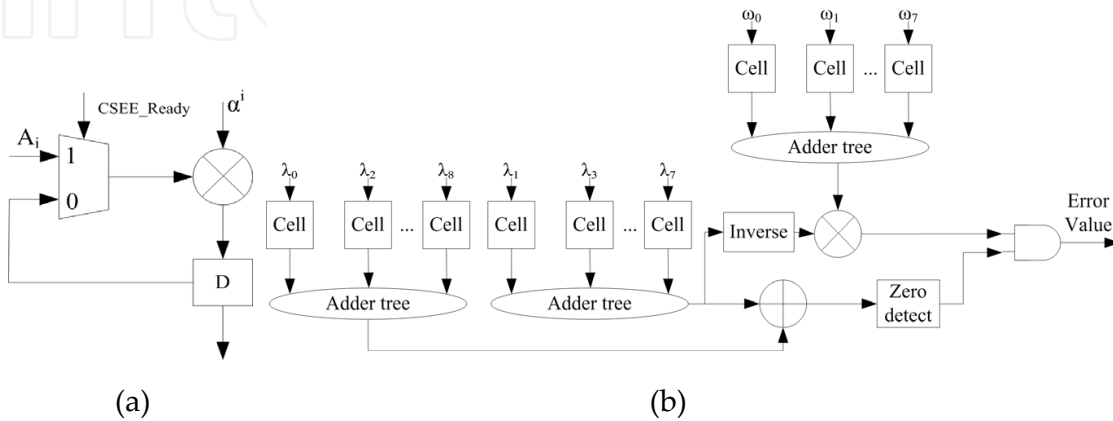 ω₀ ω₁ ω₇
Cell Cell ... Cell
Adder tree
CSEE_Ready αⁱ
Aᵢ 1
0
D
λ₀ λ₂ λ₈ λ₁ λ₃ λ₇
Cell Cell ... Cell Cell Cell ... Cell
Adder tree Adder tree
Inverse
Zero
detect
Error
Value
(a) (b)